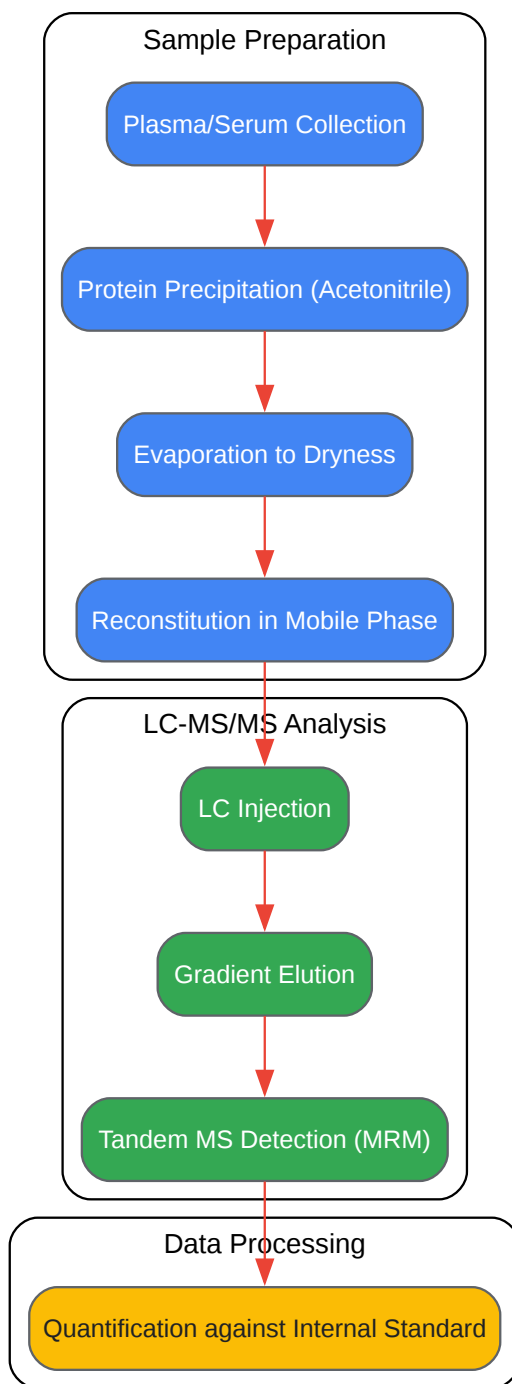 Sample Preparation
Plasma/Serum Collection
Protein Precipitation (Acetonitrile)
Evaporation to Dryness
Reconstitution in Mobile Phase
LC-MS/MS Analysis
LC Injection
Gradient Elution
Tandem MS Detection (MRM)
Data Processing
Quantification against Internal Standard